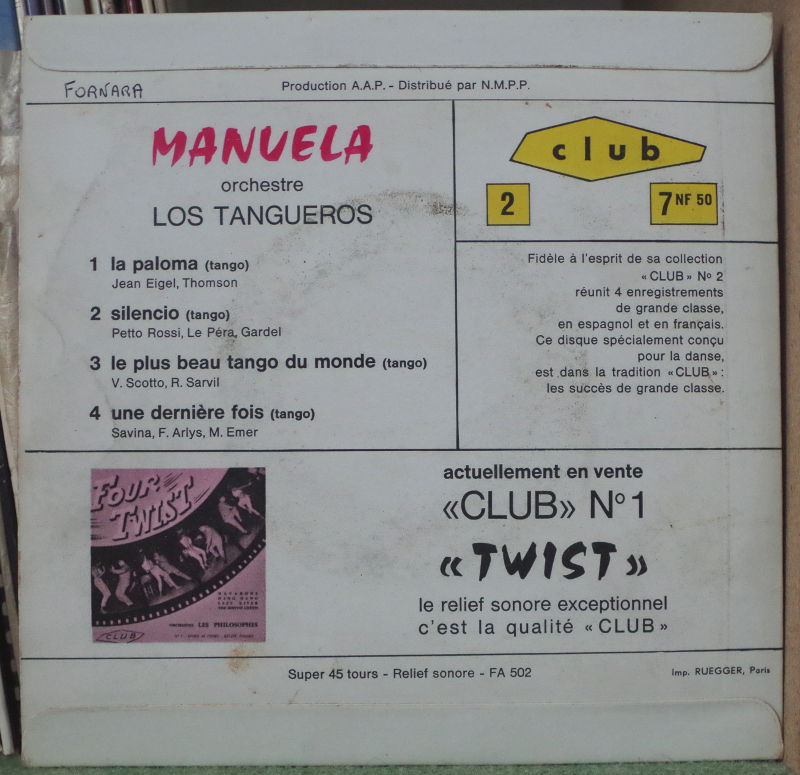 FORNARA
Production A.A.P. - Distribué par N.M.P.P.
MANUELA
orchestre
LOS TANGUEROS
1 la paloma (tango)
Jean Eigel, Thomson
2 silencio (tango)
Petto Rossi, Le Péra, Gardel
3 le plus beau tango du monde (tango)
V. Scotto, R. Sarvil
4 une dernière fois (tango)
Savina, F. Arlys, M. Emer
club
2
7 NF 50
Fidèle à l'esprit de sa collection
«CLUB» Nº 2
réunit 4 enregistrements
de grande classe,
en espagnol et en français.
Ce disque spécialement conçu
pour la danse,
est dans la tradition «CLUB»:
les succès de grande classe.
FOUR
TWIST
ORCHESTRE LES PHILOSOPHES
CLUB
actuellement en vente
«CLUB» Nº 1
«TWIST»
le relief sonore exceptionnel
c'est la qualité «CLUB»
Super 45 tours - Relief sonore - FA 502
Imp. RUEGGER, Paris